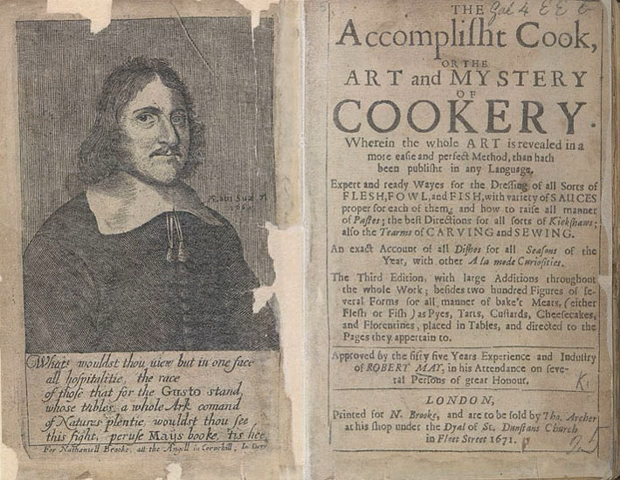 What! wouldst thou view but in one face
all hospitalitie, the race
of those that for the Gusto stand,
whose tables a whole Ark comand
of Natures plentie, wouldst thou see
this sight, peruse Mays booke, 'tis hee
For Nathaniell Brooke, at the Angell in Cornehill,
THE
Accomplisht Cook,
OR THE
ART and MYSTERY
OF
COOKERY.
Wherein the whole ART is revealed in a
more easie and perfect Method, than hath
been publisht in any Language,
Expert and ready Wayes for the Dressing of all Sorts of
FLESH, FOWL, and FISH, with variety of SAUCES
proper for each of them; and how to raise all manner
of Pastes; the best Directions for all sorts of Kickshaws;
also the Tearms of CARVING and SEWING.
An exact Account of all Dishes for all Seasons of the
Year, with other A la mode Curiosities.
The Third Edition, with large Additions throughout
the whole Work; besides two hundred Figures of se-
veral Forms for all manner of bake't Meats, (either
Flesh or Fish) as Pyes, Tarts, Custards, Cheesecakes,
and Florentines, placed in Tables, and directed to the
Pages they appertain to.
Approved by the fifty five Years Experience and Industry
of ROBERT MAY, in his Attendance on seve-
ral Persons of great Honour.
LONDON,
Printed for N. Brooke, and are to be sold by Tho. Archer
at his shop under the Dyal of St. Dunstans Church
in Fleet Street 1671.